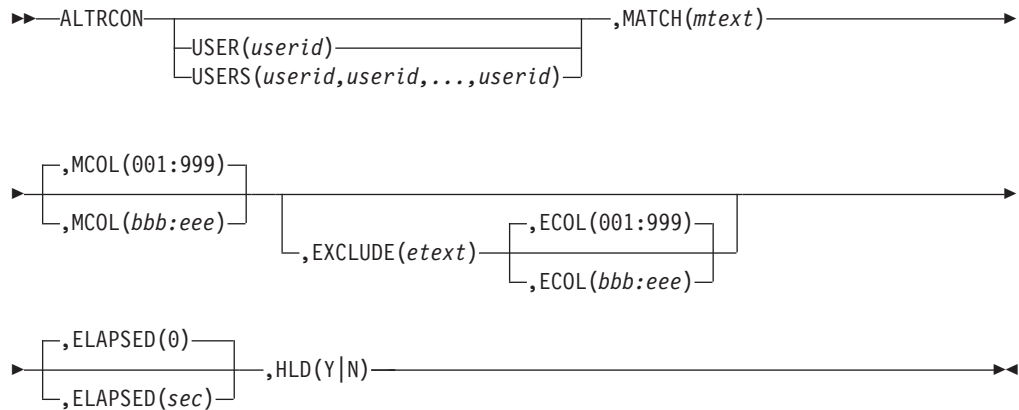 ALTRCON ,MATCH(mtext)
USER(userid)
USERS(userid,userid,...,userid)
,MCOL(001:999)
,MCOL(bbb:eee)
,ECOL(001:999)
,EXCLUDE(etext)
,ECOL(bbb:eee)
,ELAPSED(0)
,HLD(Y|N)
,ELAPSED(sec)